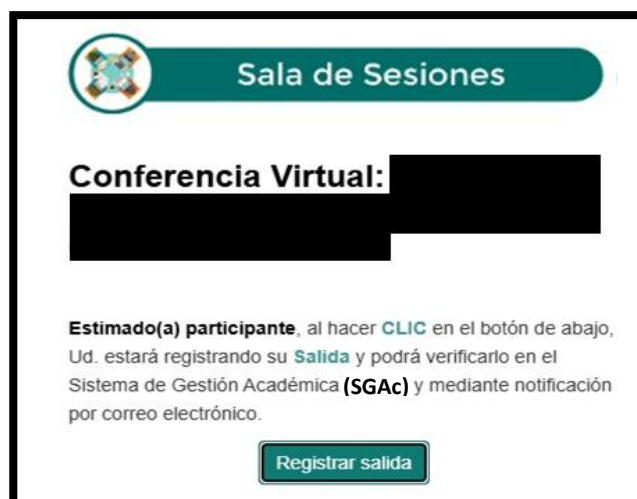 Sala de Sesiones
Conferencia Virtual:
Estimado(a) participante, al hacer CLIC en el botón de abajo,
Ud. estará registrando su Salida y podrá verificarlo en el
Sistema de Gestión Académica (SGAc) y mediante notificación
por correo electrónico.
Registrar salida